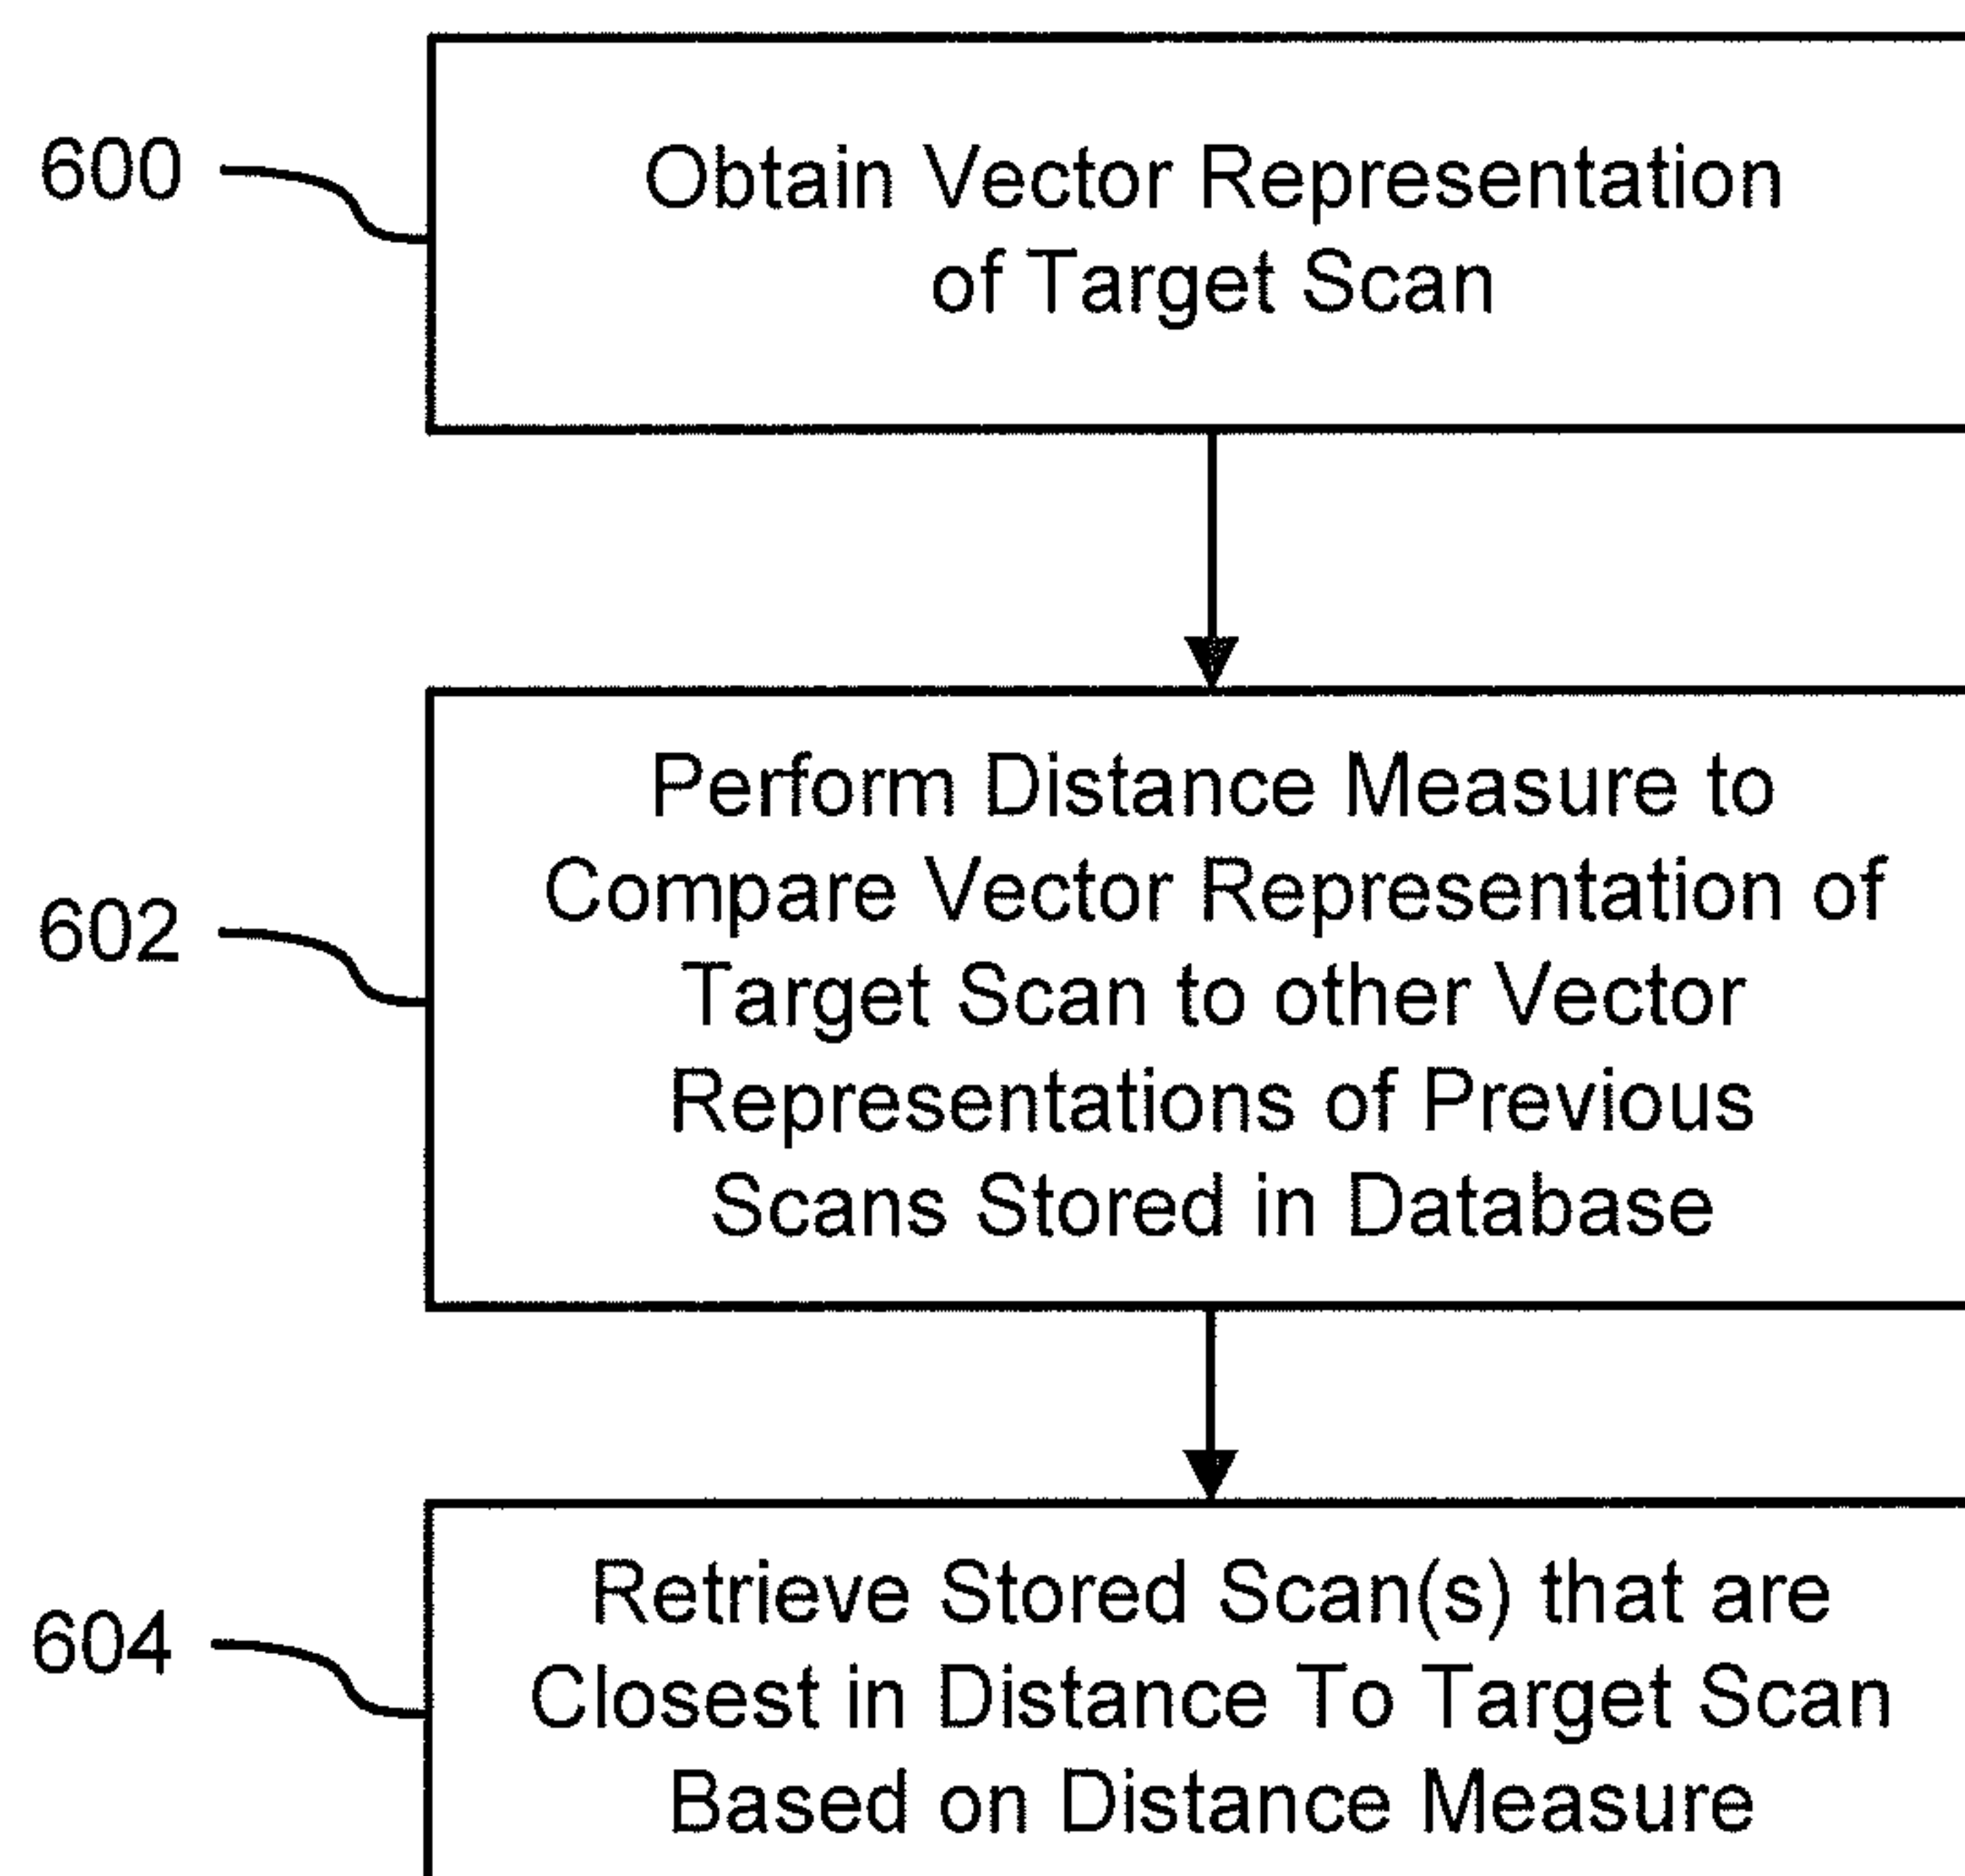 600
Obtain Vector Representation
of Target Scan
602
Perform Distance Measure to
Compare Vector Representation of
Target Scan to other Vector
Representations of Previous
Scans Stored in Database
604
Retrieve Stored Scan(s) that are
Closest in Distance To Target Scan
Based on Distance Measure